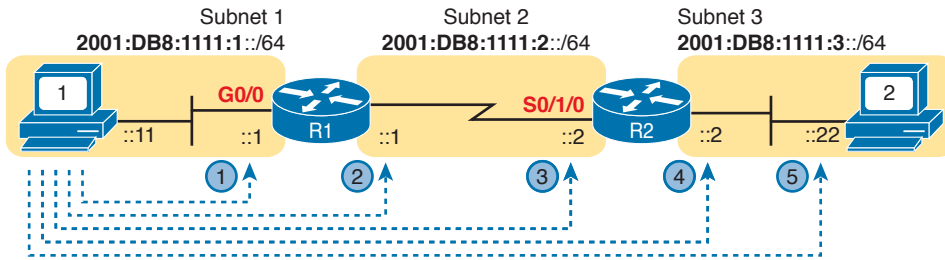 Subnet 1
2001:DB8:1111:1::/64
Subnet 2
2001:DB8:1111:2::/64
Subnet 3
2001:DB8:1111:3::/64
1
G0/0
::11
::1
R1
::1
S0/1/0
::2
R2
::2
::22
2
1
2
3
4
5